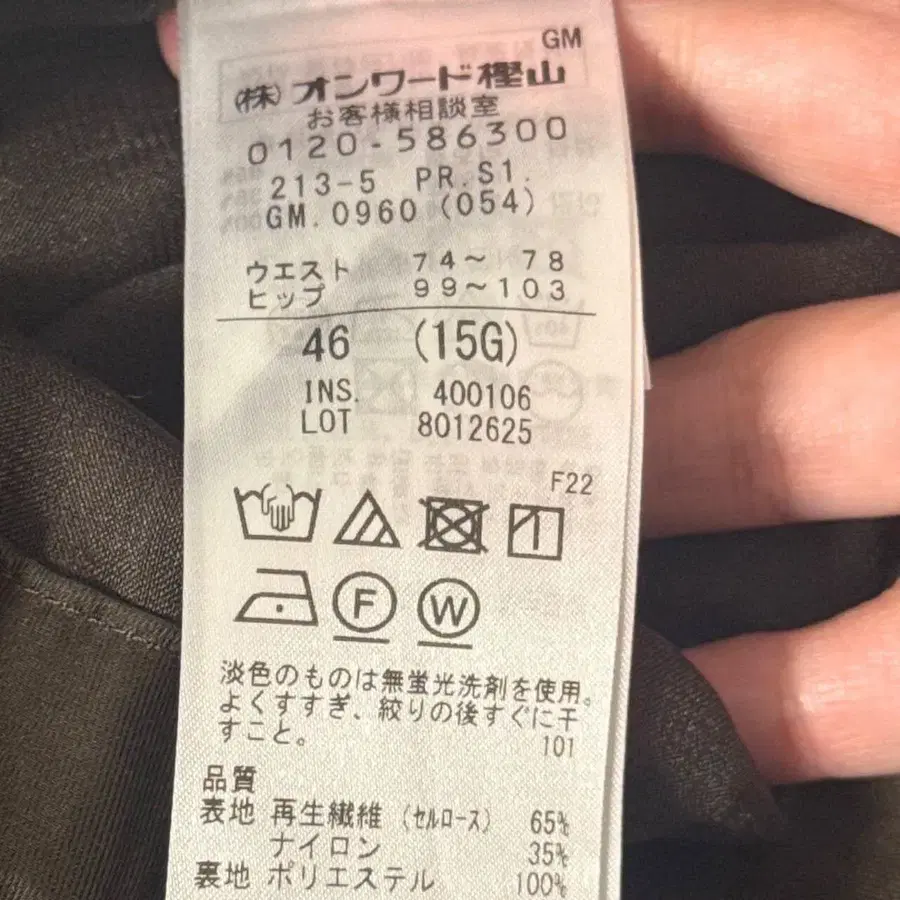 GM
(株)オンワード樫山
お客様相談室
0120-586300
213-5 PR.S1.
GM.0960 (054)
ウエスト 74～ 78
ヒップ 99～103
46 (15G)
INS. 400106
LOT 8012625
F22
F W
淡色のものは無蛍光洗剤を使用。
よくすすぎ、絞りの後すぐに干
すこと。 101
品質
表地 再生繊維 (セルロース) 65%
ナイロン 35%
裏地 ポリエステル 100%